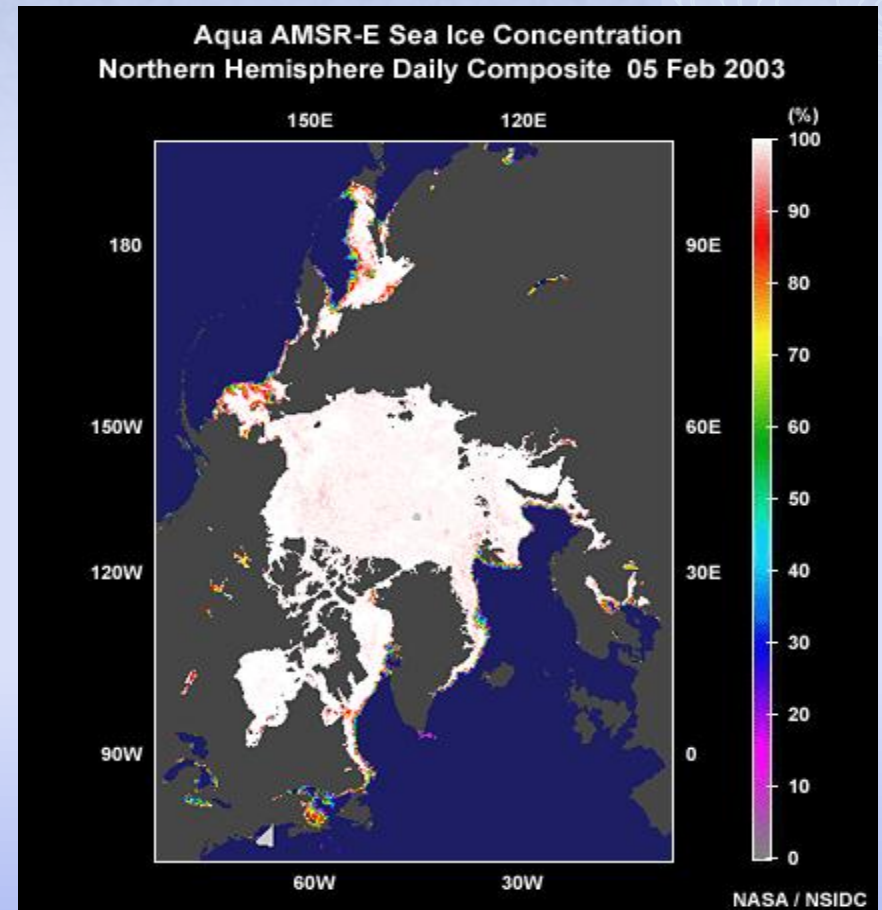 Aqua AMSR-E Sea Ice Concentration
Northern Hemisphere Daily Composite 05 Feb 2003
150E 120E
(%)
100
90
80
70
60
50
40
30
20
10
0
180
150W
120W
90W
90E
60E
30E
0
60W 30W
NASA / NSIDC